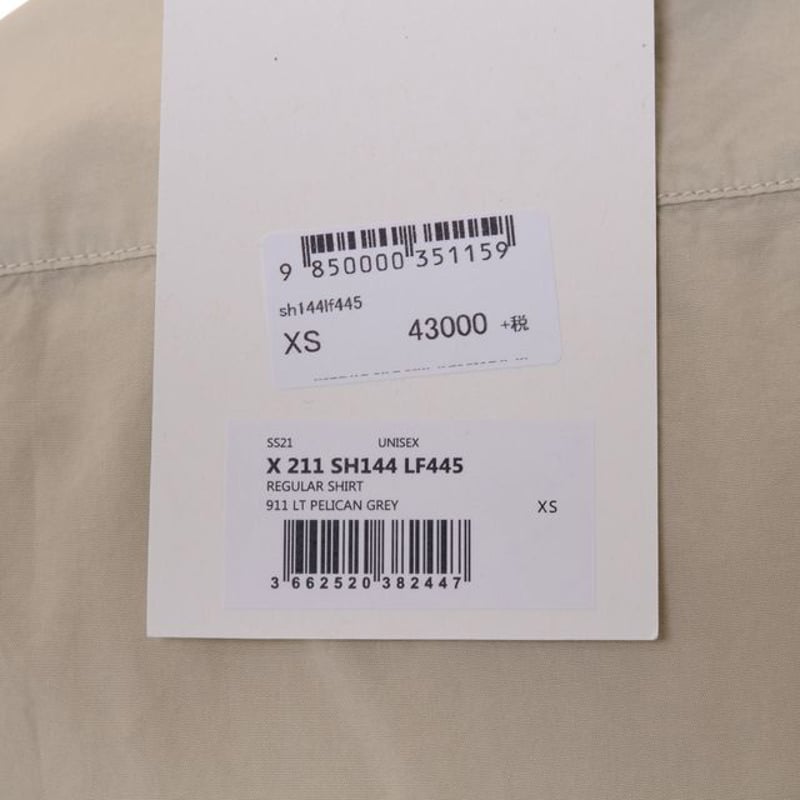 9 850000 351159
sh144lf445
XS 43000 +税
SS21 UNISEX
X 211 SH144 LF445
REGULAR SHIRT
911 LT PELICAN GREY
XS
3 662520 382447